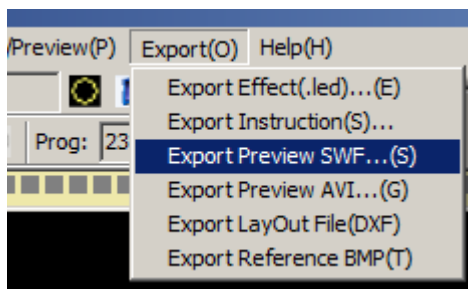 /Preview(P) Export(O) Help(H)
Export Effect(.led)...(E)
Export Instruction(S)...
Prog: 23
Export Preview SWF...(S)
Export Preview AVI...(G)
Export LayOut File(DXF)
Export Reference BMP(T)